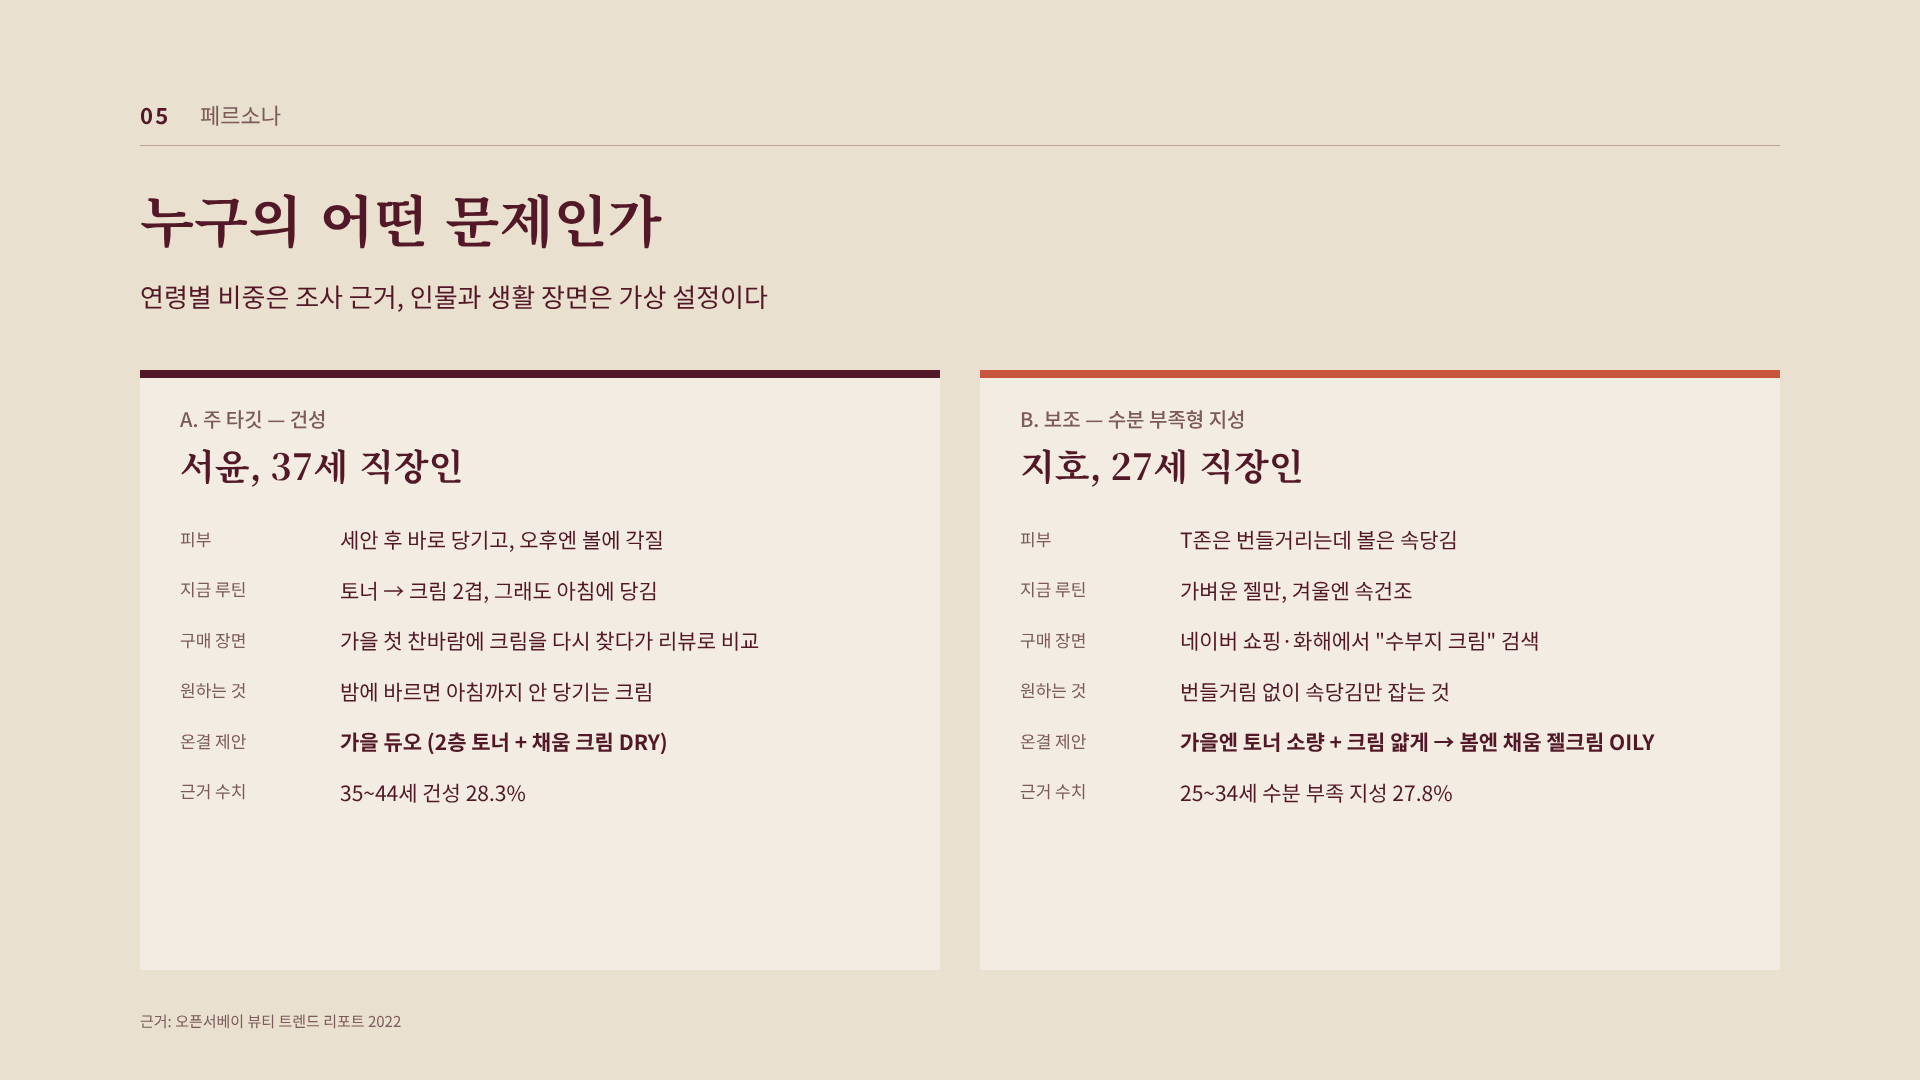 05 페르소나
누구의 어떤 문제인가
연령별 비중은 조사 근거, 인물과 생활 장면은 가상 설정이다
A. 주 타깃 — 건성
서윤, 37세 직장인
피부 세안 후 바로 당기고, 오후엔 볼에 각질
지금 루틴 토너 → 크림 2겹, 그래도 아침에 당김
구매 장면 가을 첫 찬바람에 크림을 다시 찾다가 리뷰로 비교
원하는 것 밤에 바르면 아침까지 안 당기는 크림
온결 제안 가을 듀오 (2층 토너 + 채움 크림 DRY)
근거 수치 35~44세 건성 28.3%
B. 보조 — 수분 부족형 지성
지호, 27세 직장인
피부 T존은 번들거리는데 볼은 속당김
지금 루틴 가벼운 젤만, 겨울엔 속건조
구매 장면 네이버 쇼핑·화해에서 "수부지 크림" 검색
원하는 것 번들거림 없이 속당김만 잡는 것
온결 제안 가을엔 토너 소량 + 크림 얇게 → 봄엔 채움 젤크림 OILY
근거 수치 25~34세 수분 부족 지성 27.8%
근거: 오픈서베이 뷰티 트렌드 리포트 2022